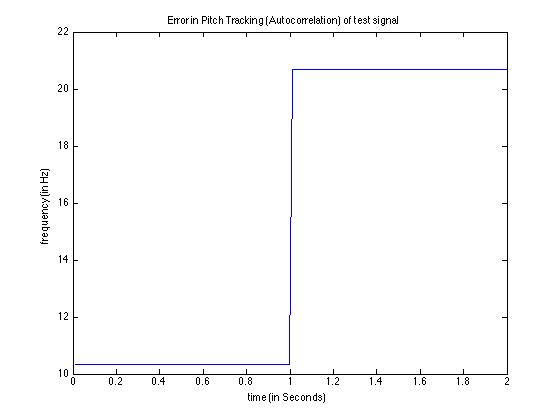 Error in Pitch Tracking (Autocorrelation) of test signal
22
20
18
16
14
12
10
frequency (in Hz)
0 0.2 0.4 0.6 0.8 1 1.2 1.4 1.6 1.8 2
time (in Seconds)